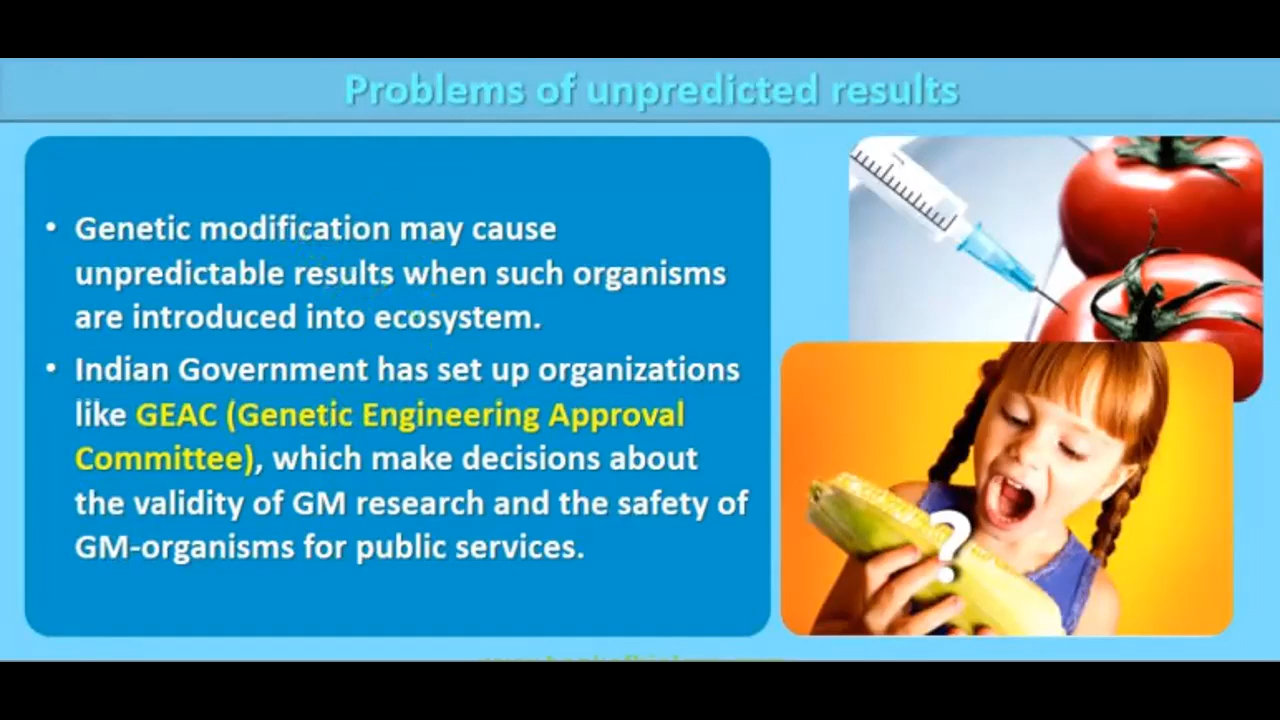 Problems of unpredicted results
• Genetic modification may cause
unpredictable results when such organisms
are introduced into ecosystem.
• Indian Government has set up organizations
like GEAC (Genetic Engineering Approval
Committee), which make decisions about
the validity of GM research and the safety of
GM-organisms for public services.
?